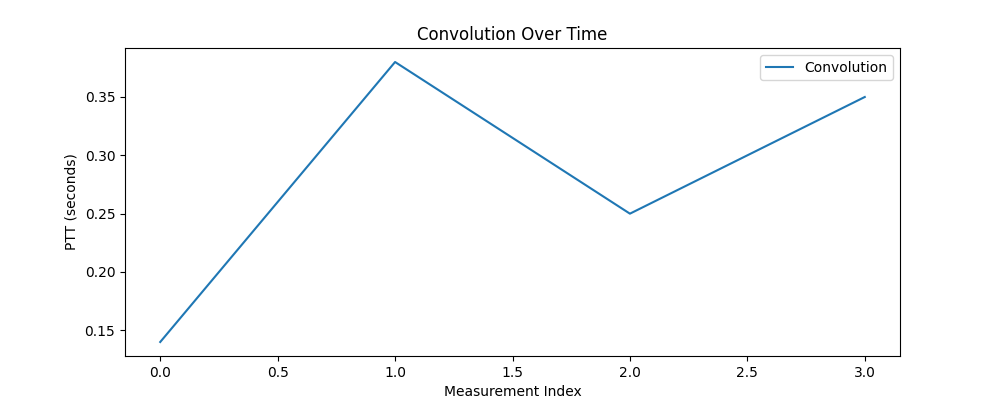 Convolution Over Time
Convolution
PTT (seconds)
0.35
0.30
0.25
0.20
0.15
0.0 0.5 1.0 1.5 2.0 2.5 3.0
Measurement Index